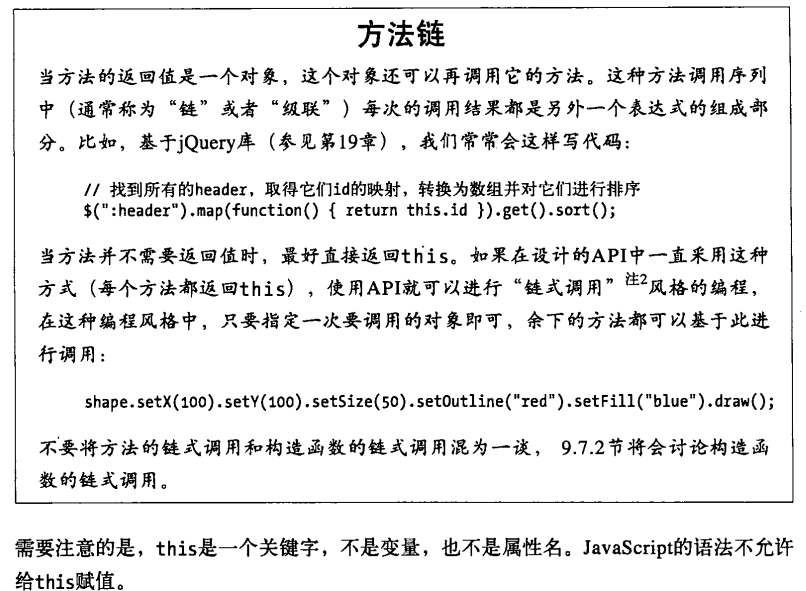 方法链
当方法的返回值是一个对象，这个对象还可以再调用它的方法。这种方法调用序列
中（通常称为“链”或者“级联”）每次的调用结果都是另外一个表达式的组成部
分。比如，基于jQuery库（参见第19章），我们常常会这样写代码：
// 找到所有的header，取得它们id的映射，转换为数组并对它们进行排序
$(":header").map(function() { return this.id }).get().sort();
当方法并不需要返回值时，最好直接返回this。如果在设计的API中一直采用这种
方式（每个方法都返回this），使用API就可以进行“链式调用”注2风格的编程，
在这种编程风格中，只要指定一次要调用的对象即可，余下的方法都可以基于此进
行调用：
shape.setX(100).setY(100).setSize(50).setOutline("red").setFill("blue").draw();
不要将方法的链式调用和构造函数的链式调用混为一谈， 9.7.2节将会讨论构造函
数的链式调用。
需要注意的是，this是一个关键字，不是变量，也不是属性名。JavaScript的语法不允许
给this赋值。